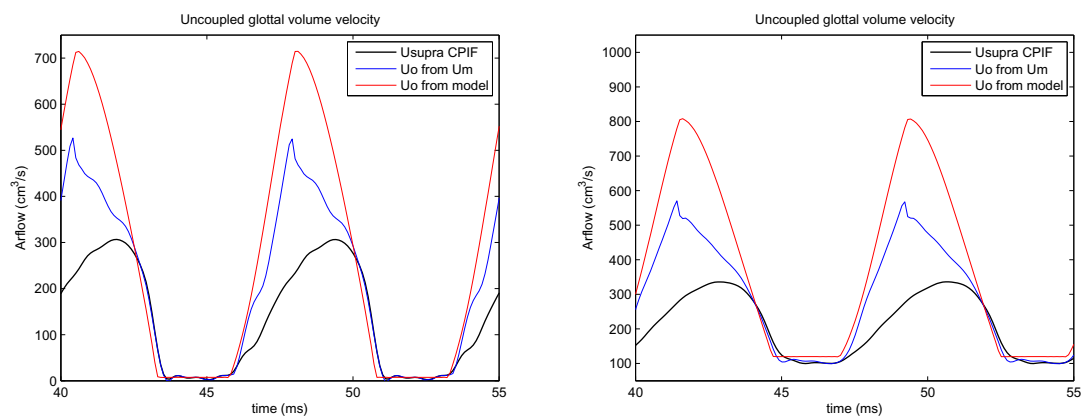 Uncoupled glottal volume velocity
700
600
500
400
300
200
100
0
Arflow (cm³/s)
40
45
50
55
time (ms)
Usupra CPIF
Uo from Um
Uo from model
Uncoupled glottal volume velocity
1000
900
800
700
600
500
400
300
200
100
Arflow (cm³/s)
40
45
50
55
time (ms)
Usupra CPIF
Uo from Um
Uo from model